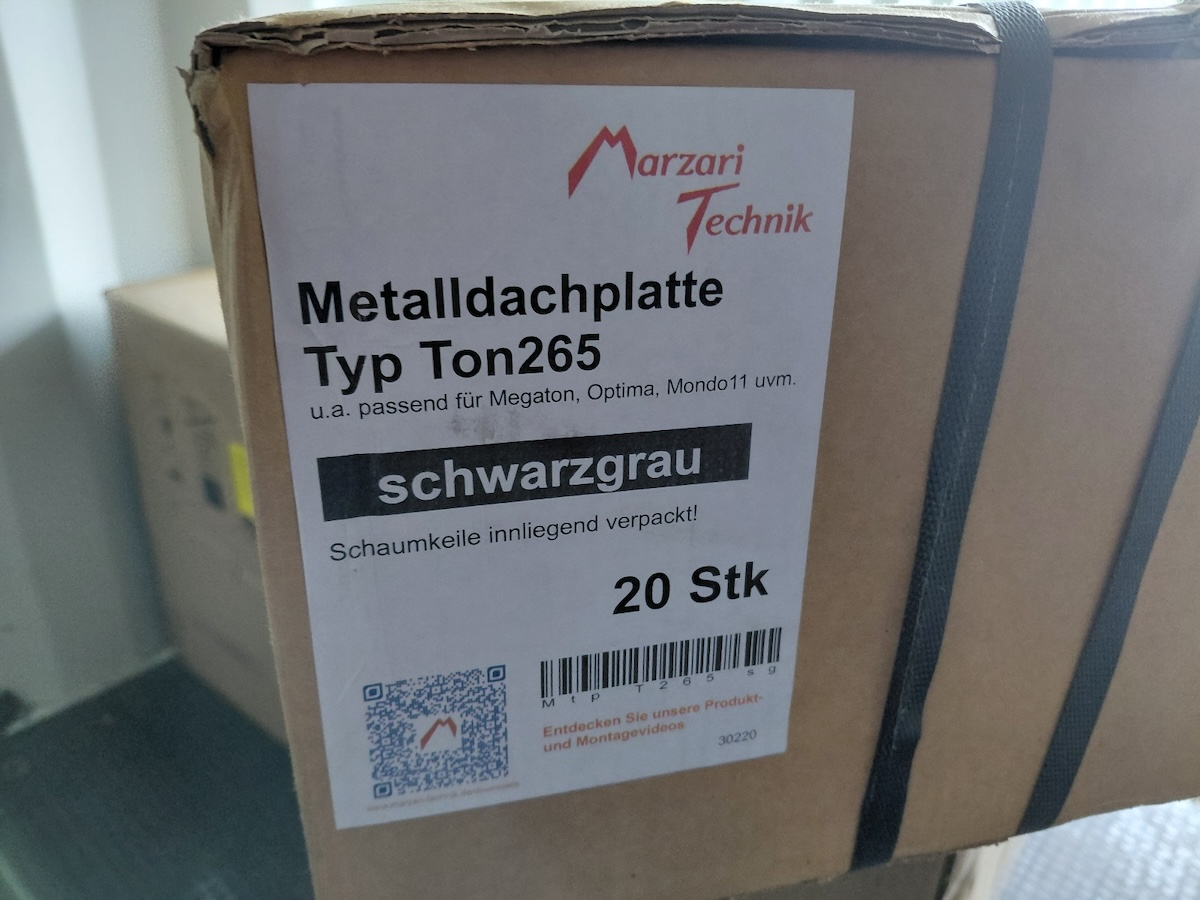 Marzari
Technik
Metalldachplatte
Typ Ton265
u.a. passend für Megaton, Optima, Mondo11 uvm.
schwarzgrau
Schaumkeile innliegend verpackt!
20 Stk
Mtp T265 sg
Entdecken Sie unsere Produkt-
und Montagevideos
30220